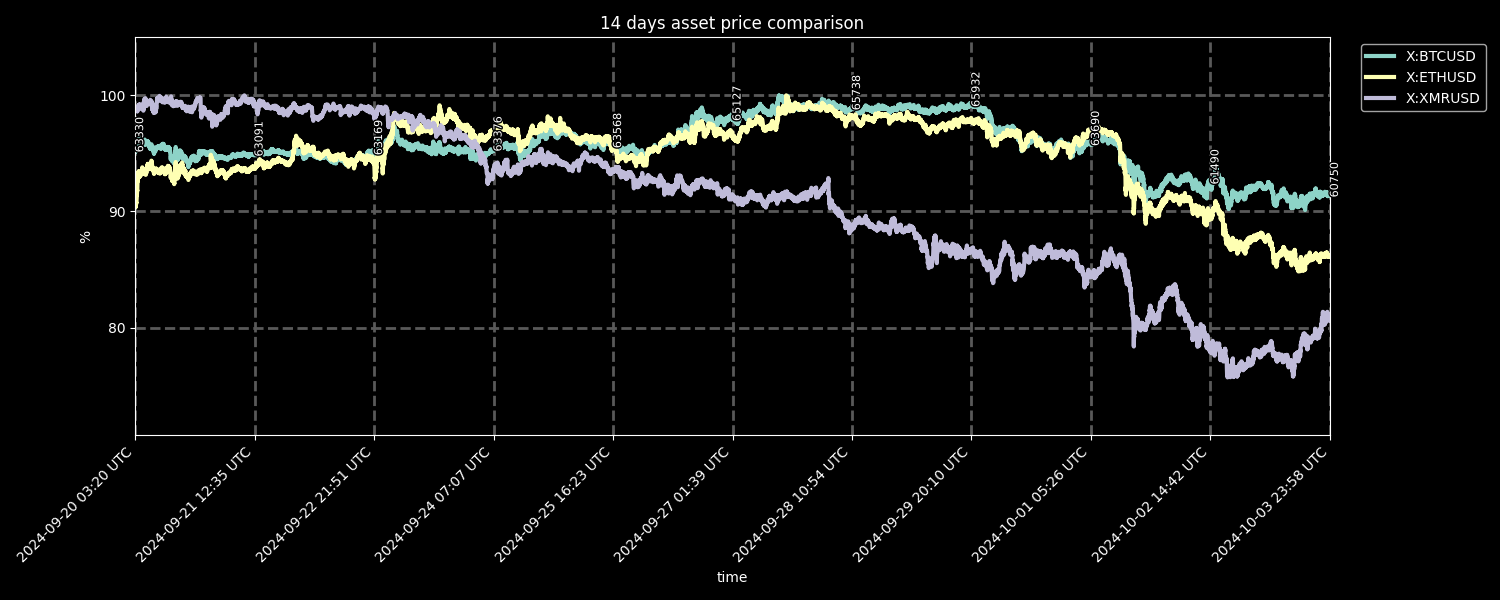 14 days asset price comparison
X:BTCUSD
X:ETHUSD
X:XMRUSD
%
100
90
80
63330
63091
63169
63376
63568
65127
65738
65932
63690
61490
60750
2024-09-20 03:20 UTC
2024-09-21 12:35 UTC
2024-09-22 21:51 UTC
2024-09-24 07:07 UTC
2024-09-25 16:23 UTC
2024-09-27 01:39 UTC
2024-09-28 10:54 UTC
2024-09-29 20:10 UTC
2024-10-01 05:26 UTC
2024-10-02 14:42 UTC
2024-10-03 23:58 UTC
time